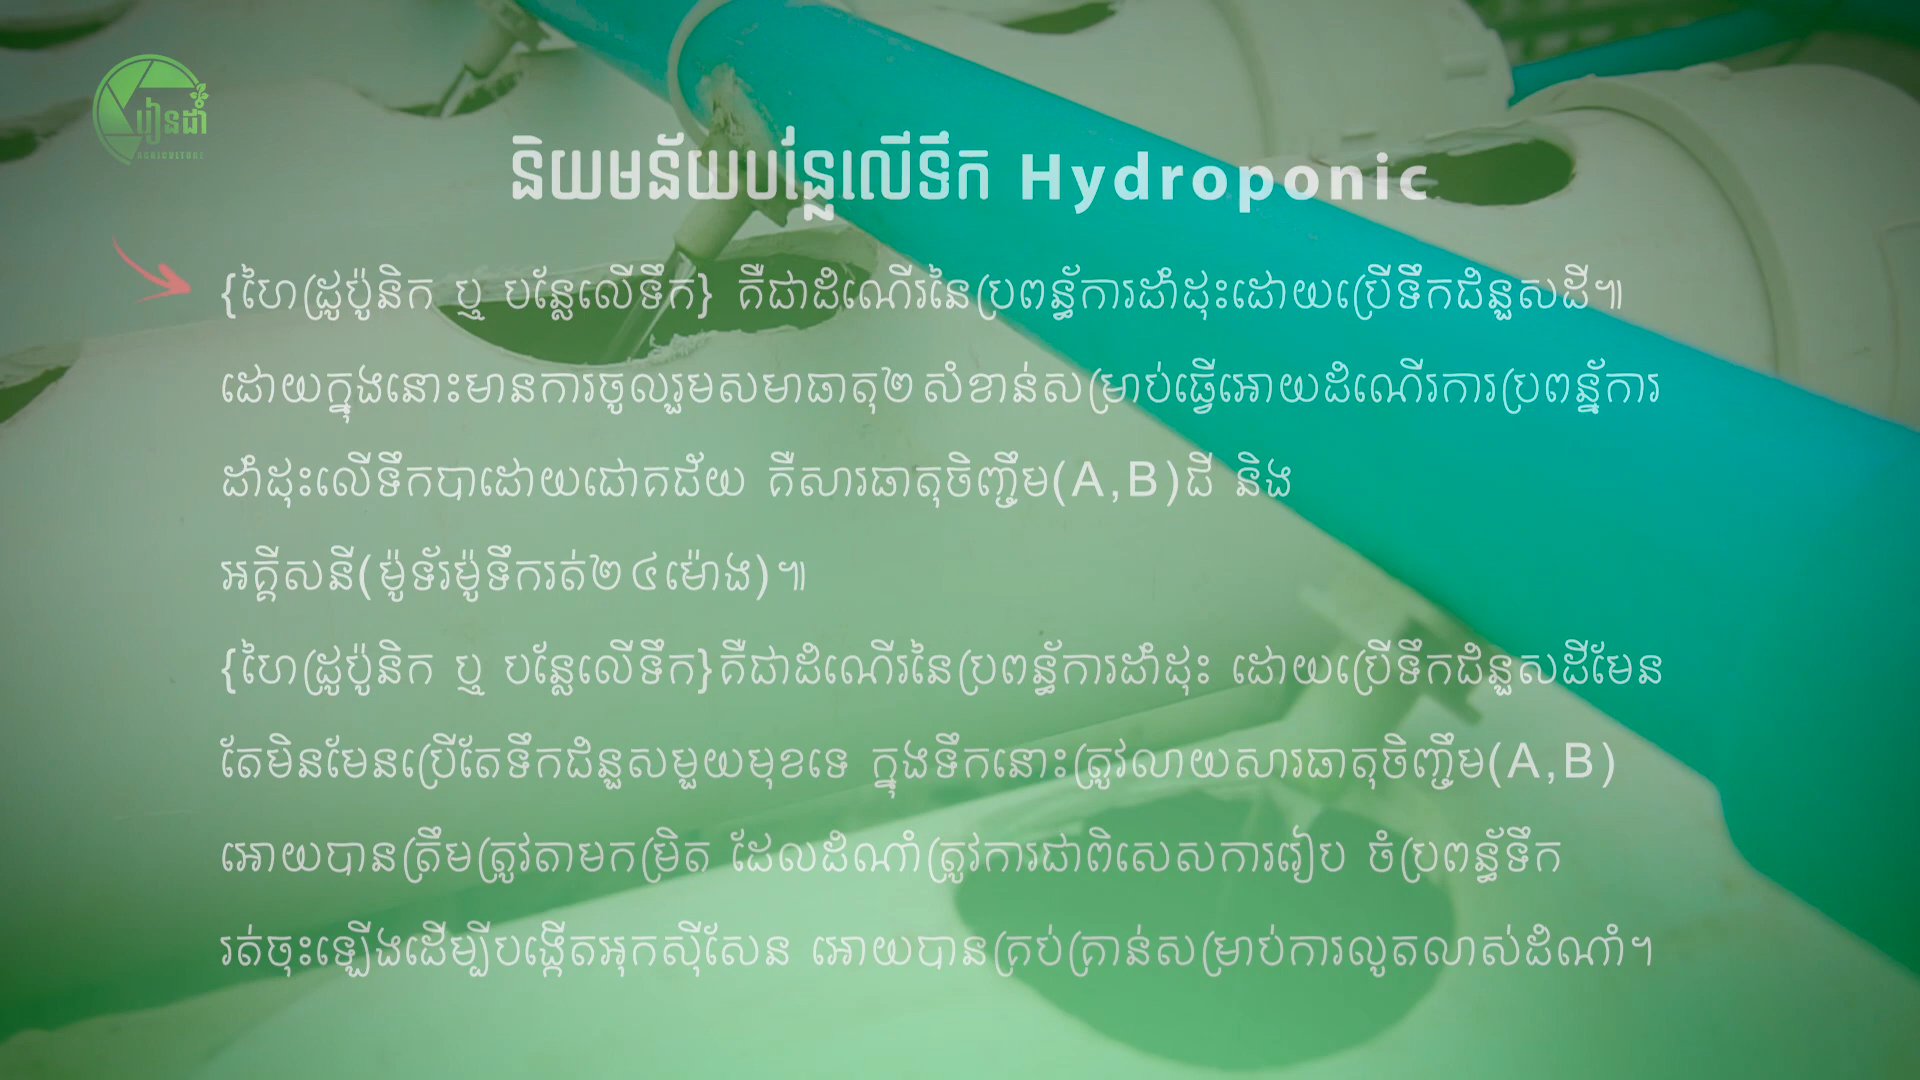 រៀនដាំ
AGRICULTURE
និយមន័យបន្លែលើទឹក Hydroponic
{ហៃដ្រូប៉ូនិក ឬ បន្លែលើទឹក} គឺជាដំណើរនៃប្រពន្ធ័ការដាំដុះដោយប្រើទឹកជំនួសដី៕
ដោយក្នុងនោះមានការចូលរួមសមាធាតុ២សំខាន់សម្រាប់ធ្វើអោយដំណើរការប្រពន្ន័ការ
ដាំដុះលើទឹកបាដោយជោគជ័យ គឺសារធាតុចិញ្ចឹម(A,B)ជី និង
អគ្គីសនី(ម៉ូទ័រម៉ូទឹករត់២៤ម៉ោង)៕
{ហៃដ្រូប៉ូនិក ឬ បន្លែលើទឹក}គឺជាដំណើរនៃប្រពន្ធ័ការដាំដុះ ដោយប្រើទឹកជំនួសដីមែន
តែមិនមែនប្រើតែទឹកជំនួសមួយមុខទេ ក្នុងទឹកនោះត្រូវលាយសារធាតុចិញ្ចឹម(A,B)
អោយបានត្រឹមត្រូវតាមកម្រិត ដែលដំណាំត្រូវការជាពិសេសការរៀប ចំប្រពន្ធ័ទឹក
រត់ចុះឡើងដើម្បីបង្កើតអុកស៊ីសែន អោយបានគ្រប់គ្រាន់សម្រាប់ការលូតលាស់ដំណាំ។